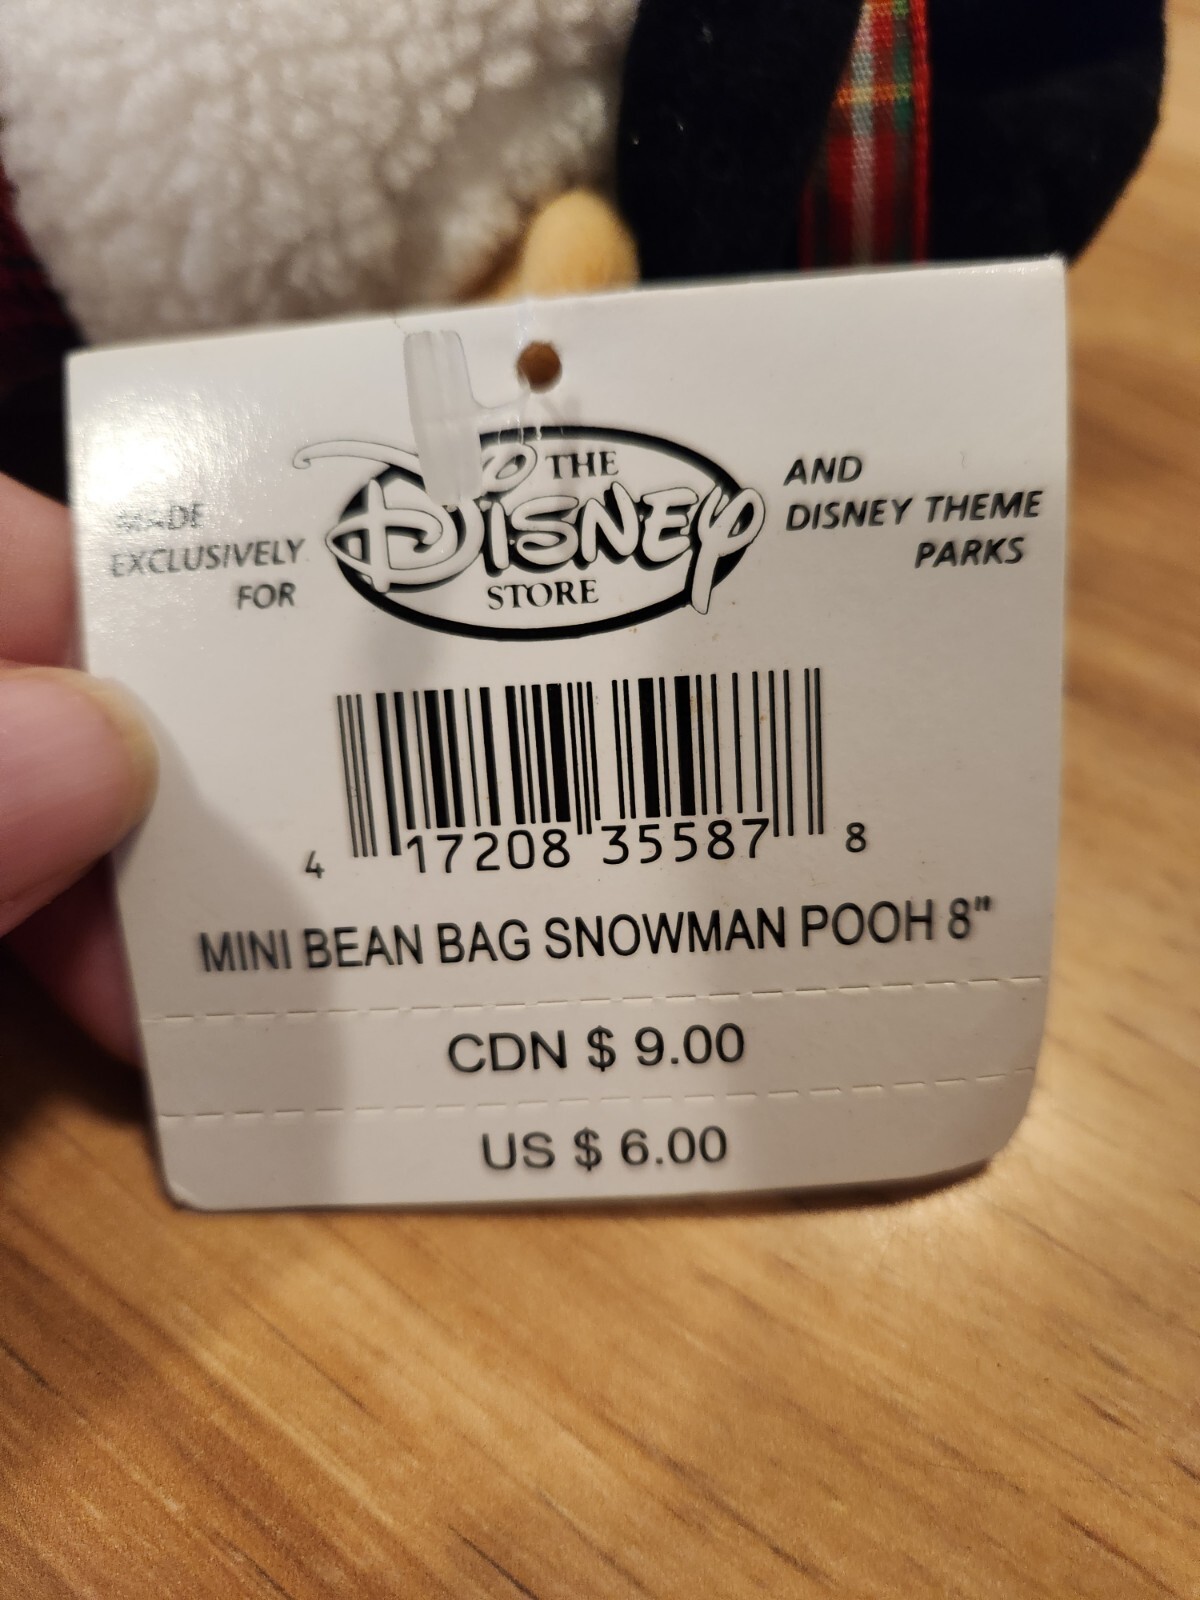 MADE
EXCLUSIVELY
FOR
THE
DISNEY
STORE
AND
DISNEY THEME
PARKS
4 17208 35587 8
MINI BEAN BAG SNOWMAN POOH 8"
CDN $ 9.00
US $ 6.00